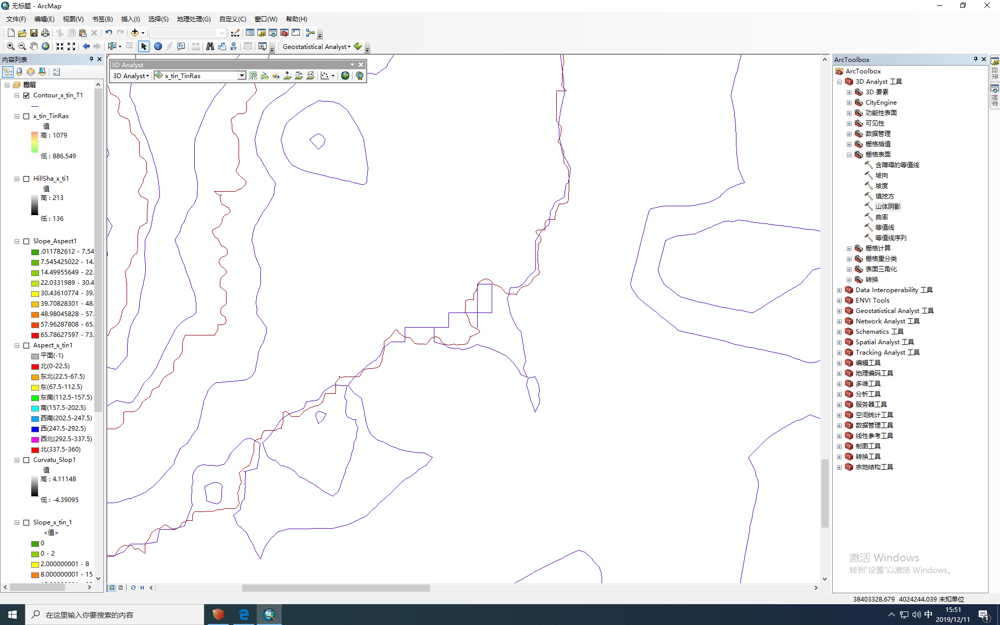 无标题 - ArcMap
文件(F) 编辑(E) 视图(V) 书签(B) 插入(I) 选择(S) 地理处理(G) 自定义(C) 窗口(W) 帮助(H)
Geostatistical Analyst
内容列表
图层
Contour_x_tin_T1
x_tin_TinRas
值
高 : 1079
低 : 886.549
HillSha_x_ti1
值
高 : 213
低 : 136
Slope_Aspect1
.011782612 - 7.54
7.545425022 - 14.
14.49955649 - 22.
22.0331989 - 30.4
30.43610774 - 39.
39.70828301 - 48.
48.98045828 - 57.
57.96287808 - 65.
65.78627597 - 73.
Aspect_x_tin1
平面(-1)
北(0-22.5)
东北(22.5-67.5)
东(67.5-112.5)
东南(112.5-157.5)
南(157.5-202.5)
西南(202.5-247.5)
西(247.5-292.5)
西北(292.5-337.5)
北(337.5-360)
Curvatu_Slop1
值
高 : 4.11148
低 : -4.39095
Slope_x_tin_1
<值>
0
0 - 2
2.000000001 - 8
8.000000001 - 15
3D Analyst
3D Analyst x_tin_TinRas
ArcToolbox
ArcToolbox
3D Analyst 工具
3D 要素
CityEngine
功能性表面
可见性
数据管理
栅格插值
栅格表面
含障碍的等值线
坡向
坡度
填挖方
山体阴影
曲率
等值线
等值线序列
栅格计算
栅格重分类
表面三角化
转换
Data Interoperability 工具
ENVI Tools
Geostatistical Analyst 工具
Network Analyst 工具
Schematics 工具
Spatial Analyst 工具
Tracking Analyst 工具
编辑工具
地理编码工具
多维工具
分析工具
服务器工具
空间统计工具
数据管理工具
线性参考工具
制图工具
转换工具
宗地结构工具
目录
搜索
激活 Windows
转到"设置"以激活 Windows。
38403328.679 4024244.039 未知单位
在这里输入你要搜索的内容
中
15:51
2019/12/11
1